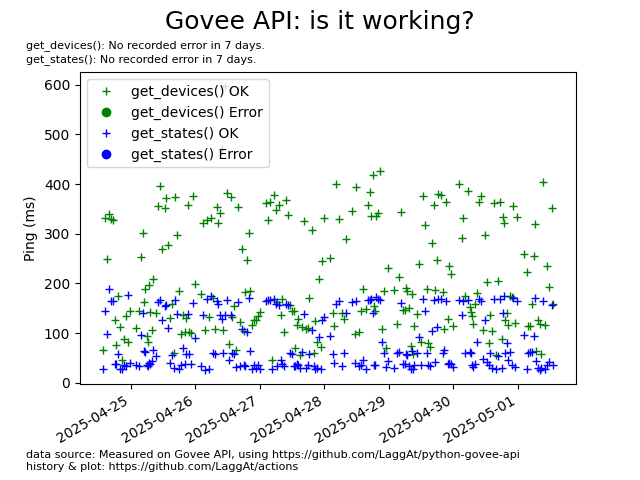 Govee API: is it working?
get_devices(): No recorded error in 7 days.
get_states(): No recorded error in 7 days.
600
500
400
300
200
100
0
Ping (ms)
get_devices() OK
get_devices() Error
get_states() OK
get_states() Error
2025-04-25
2025-04-26
2025-04-27
2025-04-28
2025-04-29
2025-04-30
2025-05-01
data source: Measured on Govee API, using https://github.com/LaggAt/python-govee-api
history & plot: https://github.com/LaggAt/actions